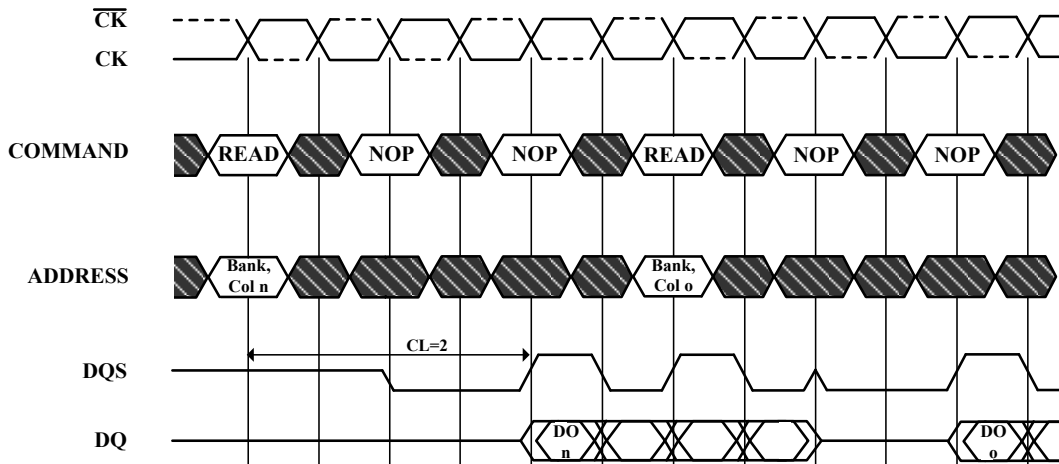 CK
CK
COMMAND
READ NOP NOP READ NOP NOP
ADDRESS
Bank,
Col n
Bank,
Col o
CL=2
DQS
DQ
DO
n
DO
o